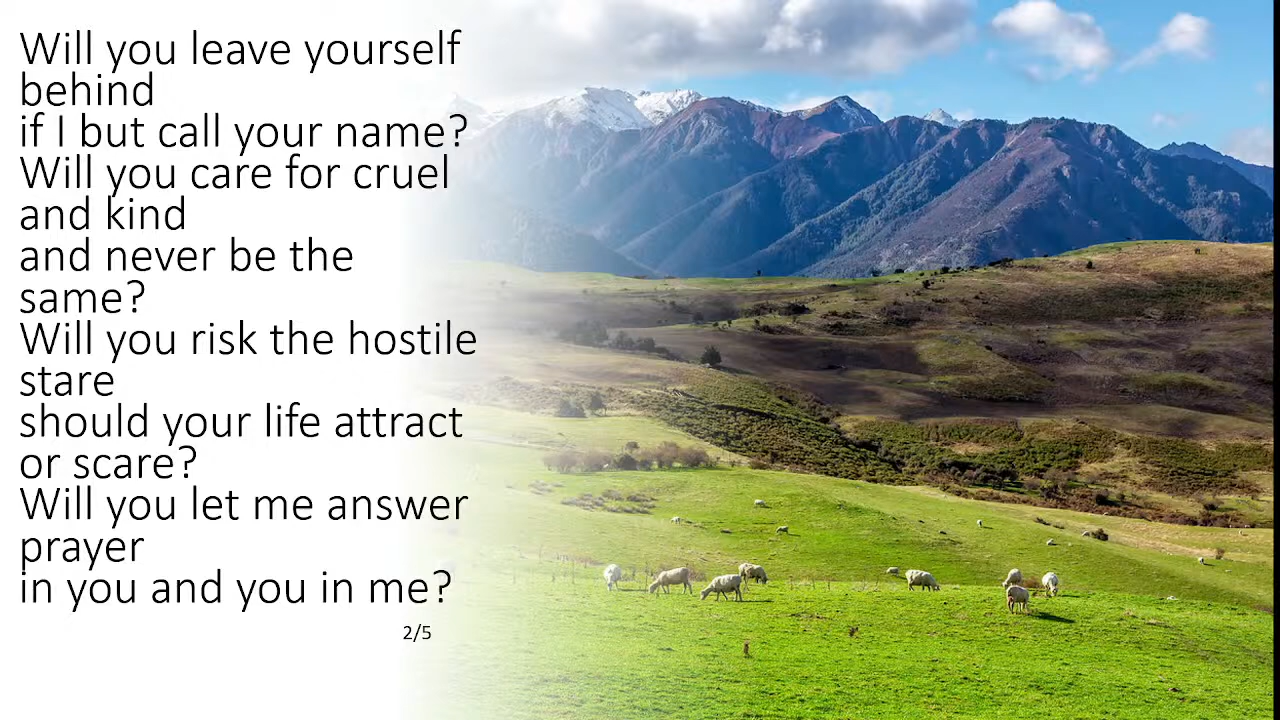 Will you leave yourself
behind
if I but call your name?
Will you care for cruel
and kind
and never be the
same?
Will you risk the hostile
stare
should your life attract
or scare?
Will you let me answer
prayer
in you and you in me?
2/5